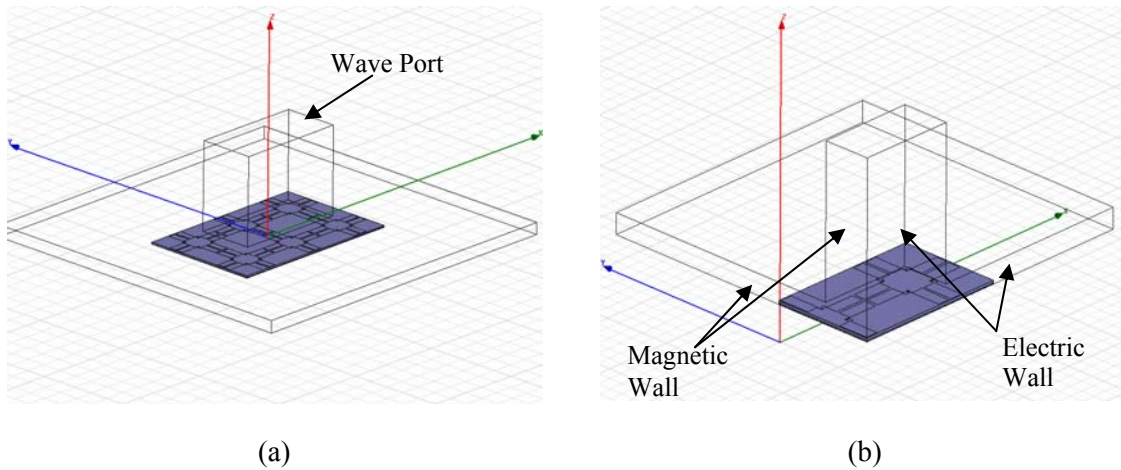 Z
Wave Port
Y
X
(a)
Z
Y
X
Magnetic
Wall
Electric
Wall
(b)